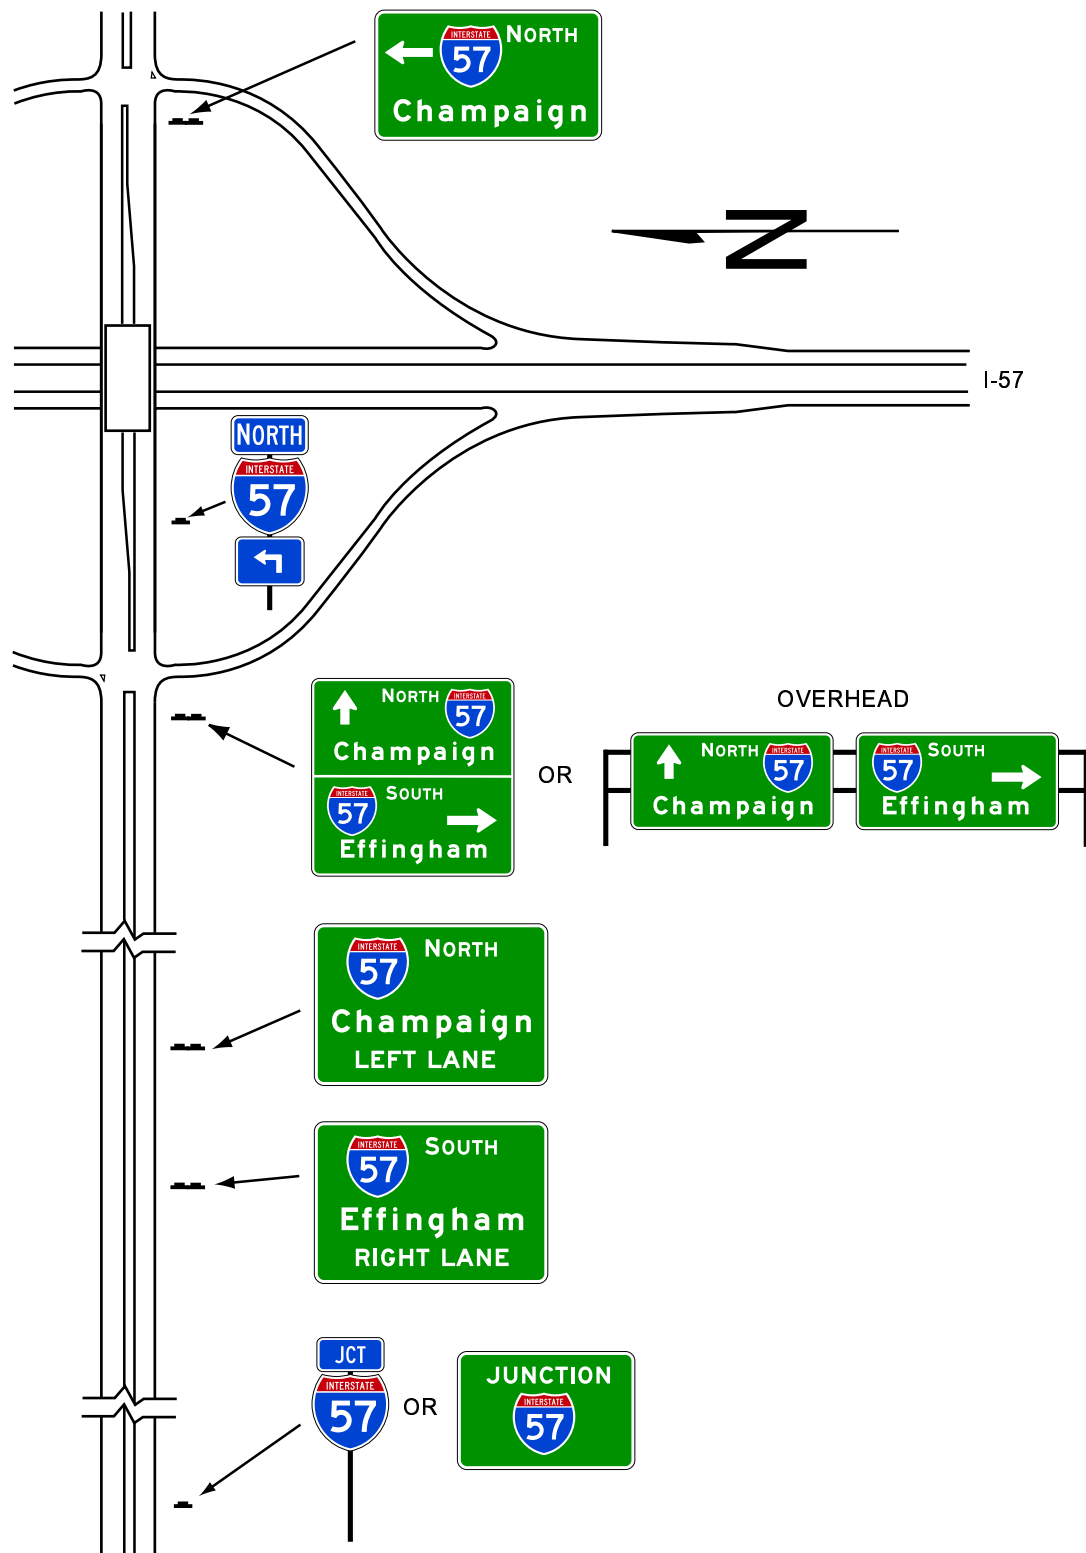 INTERSTATE
57
NORTH
Champaign
N
I-57
NORTH
INTERSTATE
57
NORTH
INTERSTATE
57
Champaign
INTERSTATE
57
SOUTH
Effingham
OR
OVERHEAD
NORTH
INTERSTATE
57
Champaign
INTERSTATE
57
SOUTH
Effingham
INTERSTATE
57
NORTH
Champaign
LEFT LANE
INTERSTATE
57
SOUTH
Effingham
RIGHT LANE
JCT
INTERSTATE
57
OR
JUNCTION
INTERSTATE
57